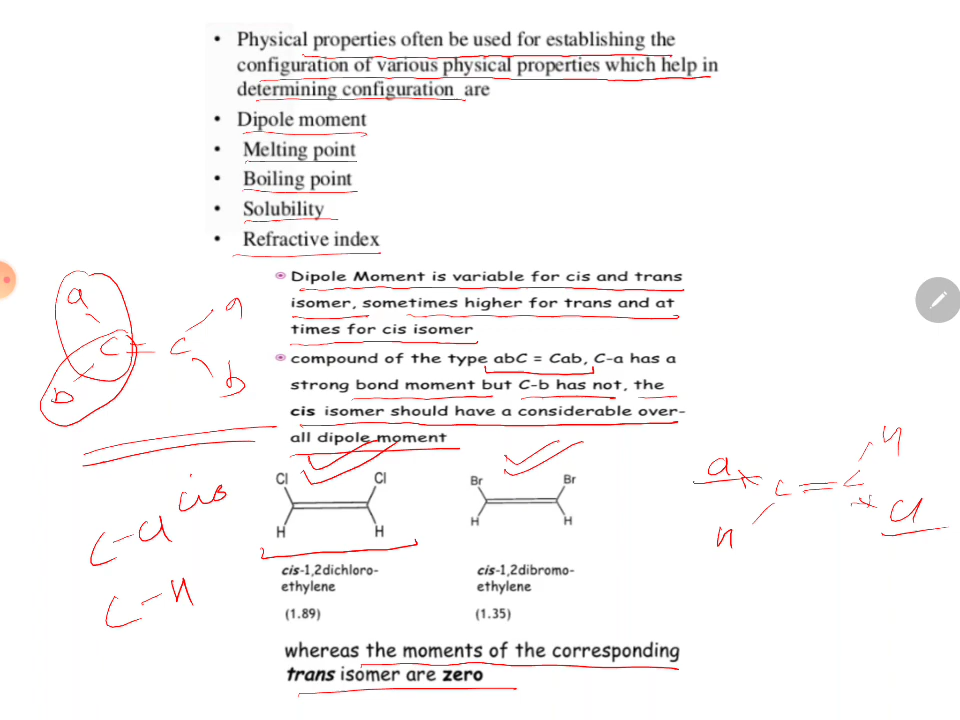 • Physical properties often be used for establishing the
configuration of various physical properties which help in
determining configuration are
• Dipole moment
• Melting point
• Boiling point
• Solubility
• Refractive index
Dipole Moment is variable for cis and trans
isomer, sometimes higher for trans and at
times for cis isomer
compound of the type abC = Cab, C-a has a
strong bond moment but C-b has not, the
cis isomer should have a considerable over-
all dipole moment
a
C = C
a
b
b
cis
C-Cl
C-H
Cl Cl
H H
Br Br
H H
cis-1,2dichloro-
ethylene
(1.89)
cis-1,2dibromo-
ethylene
(1.35)
H
Cl C = C
H Cl
whereas the moments of the corresponding
trans isomer are zero